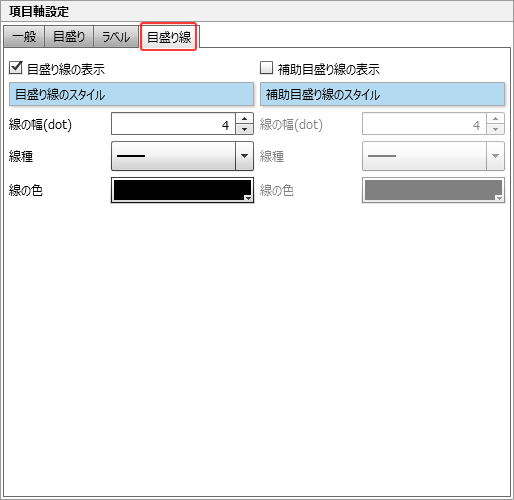 項目軸設定
一般 目盛り ラベル 目盛り線
目盛り線の表示
目盛り線のスタイル
線の幅(dot) 4
線種
線の色
補助目盛り線の表示
補助目盛り線のスタイル
線の幅(dot) 4
線種
線の色